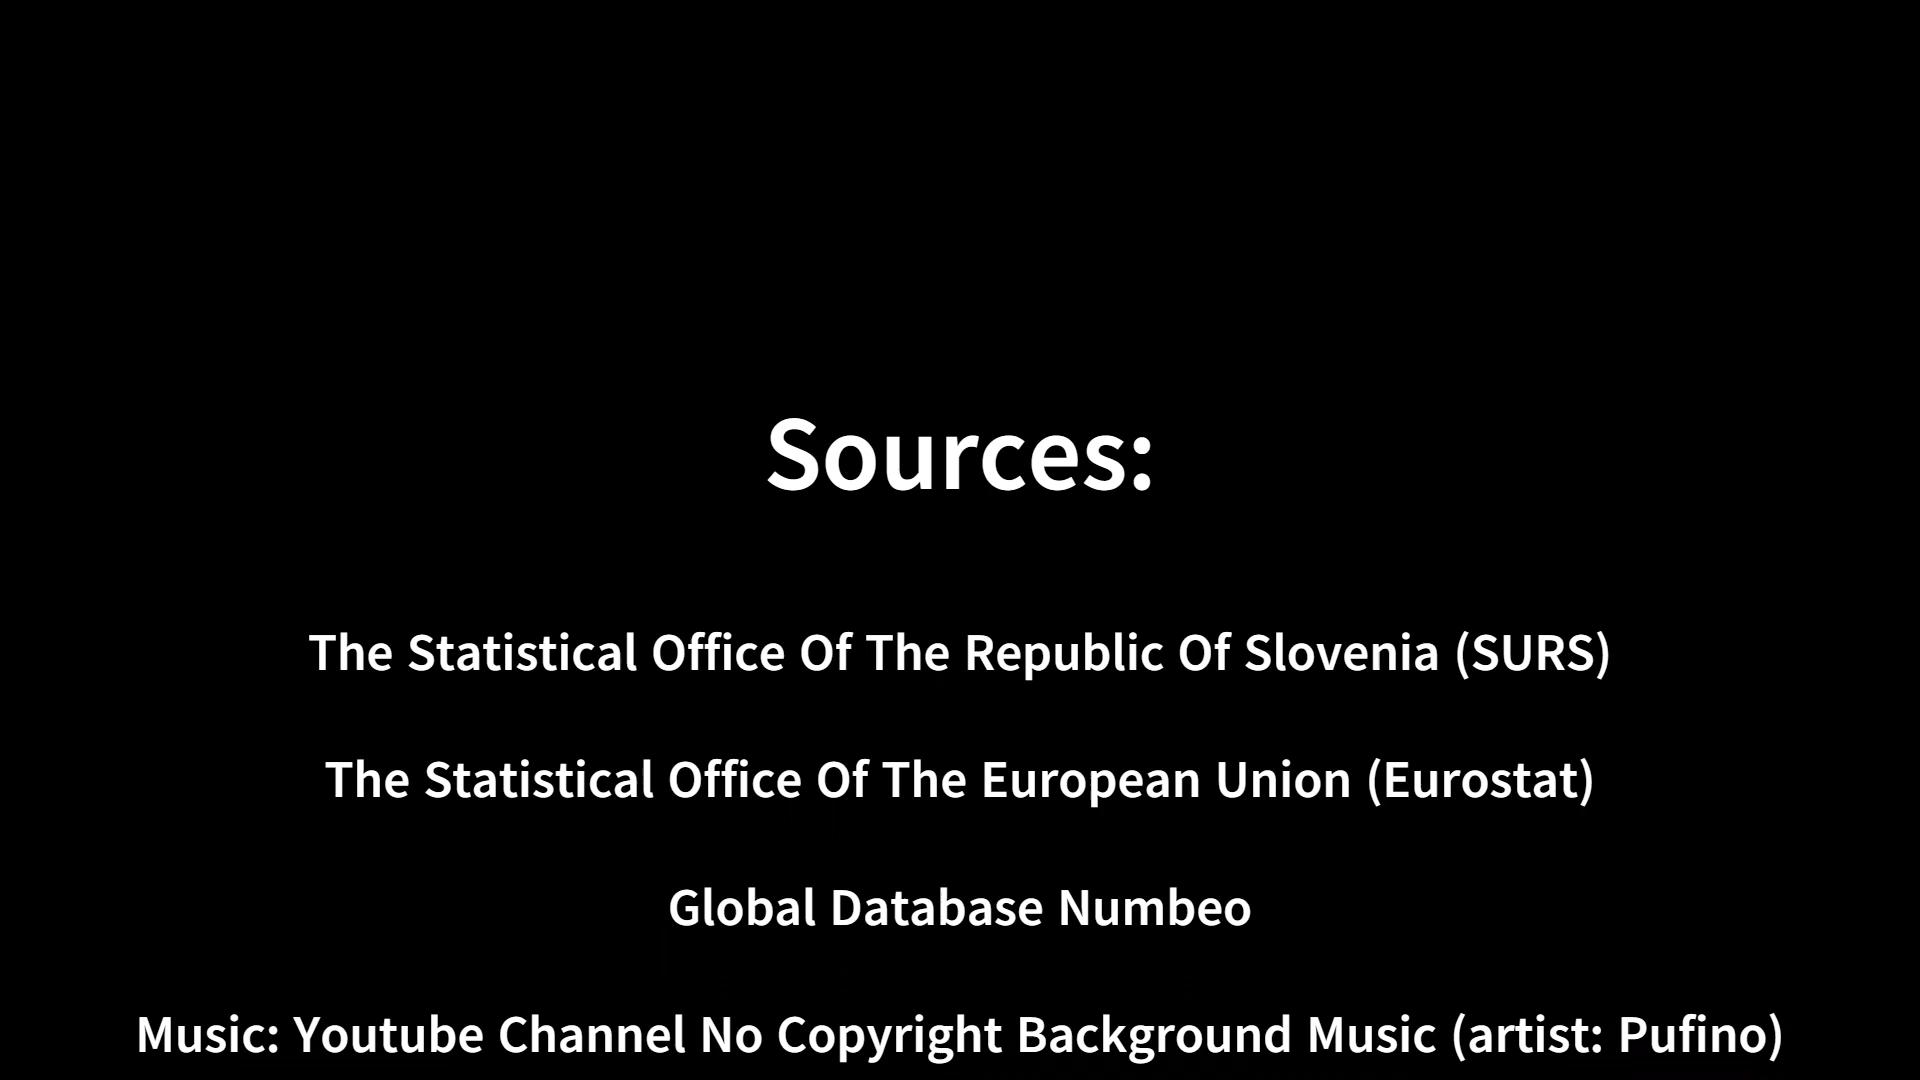 Sources:
The Statistical Office Of The Republic Of Slovenia (SURS)
The Statistical Office Of The European Union (Eurostat)
Global Database Numbeo
Music: Youtube Channel No Copyright Background Music (artist: Pufino)